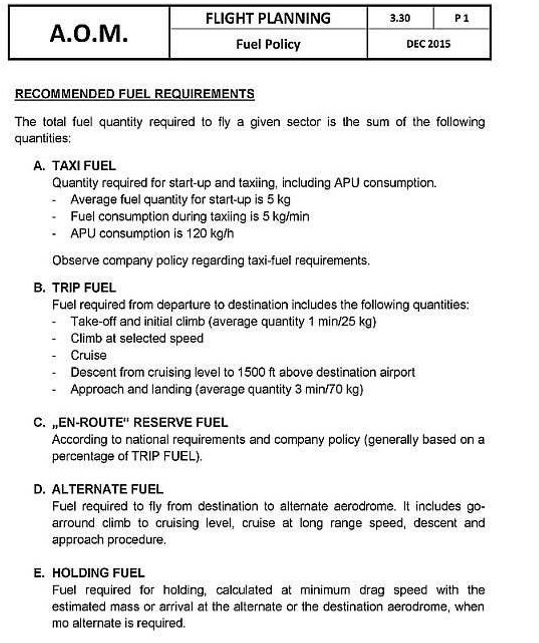 A.O.M.
FLIGHT PLANNING
3.30
P 1
Fuel Policy
DEC 2015
RECOMMENDED FUEL REQUIREMENTS
The total fuel quantity required to fly a given sector is the sum of the following
quantities:
A. TAXI FUEL
Quantity required for start-up and taxiing, including APU consumption.
- Average fuel quantity for start-up is 5 kg
- Fuel consumption during taxiing is 5 kg/min
- APU consumption is 120 kg/h
Observe company policy regarding taxi-fuel requirements.
B. TRIP FUEL
Fuel required from departure to destination includes the following quantities:
- Take-off and initial climb (average quantity 1 min/25 kg)
- Climb at selected speed
- Cruise
- Descent from cruising level to 1500 ft above destination airport
- Approach and landing (average quantity 3 min/70 kg)
C. „EN-ROUTE" RESERVE FUEL
According to national requirements and company policy (generally based on a
percentage of TRIP FUEL).
D. ALTERNATE FUEL
Fuel required to fly from destination to alternate aerodrome. It includes go-
arround climb to cruising level, cruise at long range speed, descent and
approach procedure.
E. HOLDING FUEL
Fuel required for holding, calculated at minimum drag speed with the
estimated mass or arrival at the alternate or the destination aerodrome, when
mo alternate is required.